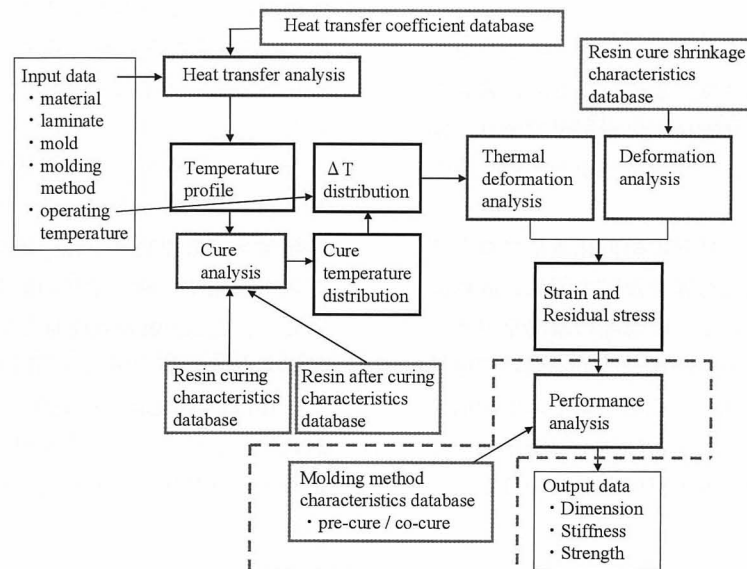 Heat transfer coefficient database
Heat transfer analysis
Input data
・material
・laminate
・mold
・molding
method
・operating
temperature
Resin cure shrinkage
characteristics
database
Temperature
profile
Δ T
distribution
Thermal
deformation
analysis
Deformation
analysis
Cure
analysis
Cure
temperature
distribution
Strain and
Residual stress
Resin curing
characteristics
database
Resin after curing
characteristics
database
Performance
analysis
Molding method
characteristics database
・pre-cure / co-cure
Output data
・Dimension
・Stiffness
・Strength